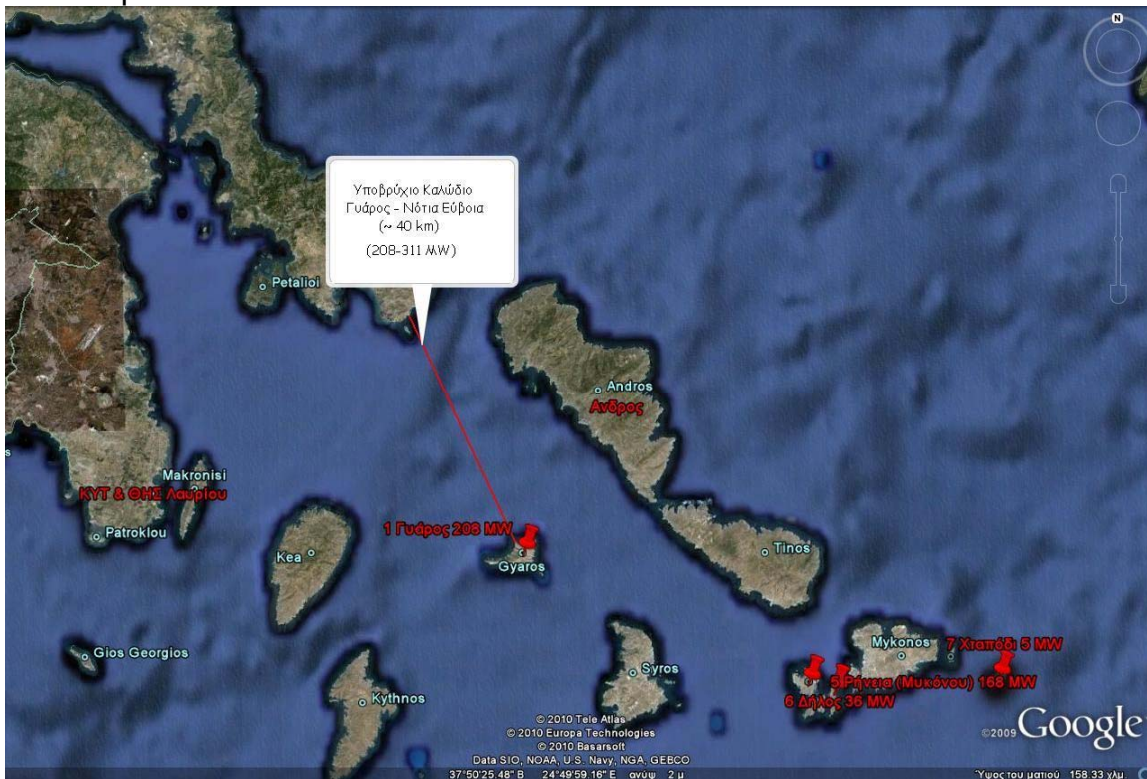 N
Υποβρύχιο Καλώδιο
Γυάρος - Νότια Εύβοια
(~ 40 km)
(208-311 MW)
Petalioi
Andros
Ανδρος
Makronisi
ΚΥΤ & ΘΗΣ Λαυρίου
Patroklou
1 Γυάρος 208 MW
Kea
Gyaros
Tinos
Mykonos
7 Χταπόδι 5 MW
Gios Georgios
Syros
5 Ρήνεια (Μυκόνου) 168 MW
6 Δήλος 36 MW
Kythnos
© 2010 Tele Atlas
© 2010 Europa Technologies
© 2010 Basarsoft
Data SIO, NOAA, U.S. Navy, NGA, GEBCO
©2009 Google
37°50'25.48" Β 24°49'59.16" Ε ανύψ 2 μ
Ύψος του ματιού 158.33 χλμ.